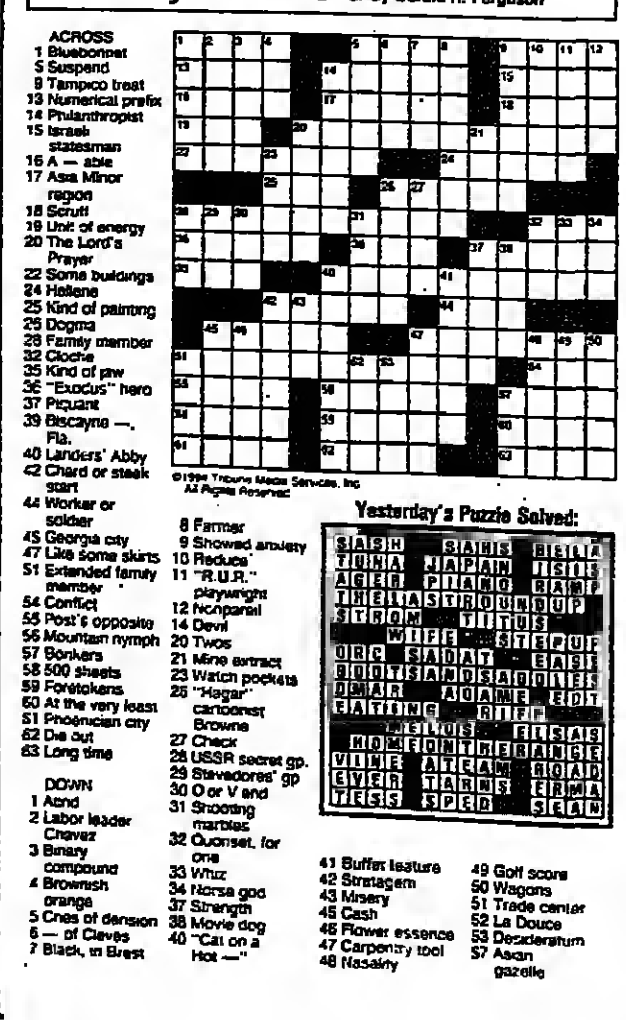 by Gerald R. Ferguson
ACROSS
1 Bluebonnet
5 Suspend
9 Tampico treat
13 Numerical prefix
14 Philanthropist
15 Israeli
statesman
16 A — able
17 Asia Minor
region
18 Scruff
19 Unit of energy
20 The Lord's
Prayer
22 Some buildings
24 Hellene
25 Kind of painting
26 Dogma
28 Family member
32 Cloche
35 Kind of jaw
36 "Exodus" hero
37 Piquant
39 Biscayne —,
Fla.
40 Landers' Abby
42 Chard or steak
start
44 Worker or
soldier
45 Georgia city
47 Like some skirts
51 Extended family
member
54 Conflict
55 Post's opposite
56 Mountain nymph
57 Bonkers
58 500 sheets
59 Foretokens
60 At the very least
61 Phoenician city
62 Die out
63 Long time
DOWN
1 Acrid
2 Labor leader
Chavez
3 Binary
compound
4 Brownish
orange
5 Cries of derision
6 — of Cleves
7 Black, in Brest
©1994 Tribune Media Services, Inc.
All Rights Reserved
8 Farmer
9 Showed anxiety
10 Reduce
11 "R.U.R."
playwright
12 Nonpareil
14 Devil
20 Twos
21 Mine extract
23 Watch pockets
25 "Hagar"
cartoonist
Browne
27 Check
28 USSR secret gp.
29 Stevedores' gp
30 O or V end
31 Shooting
marbles
32 Quonset, for
one
33 Whiz
34 Norse god
37 Strength
38 Movie dog
40 "Cat on a
Hot —"
Yesterday's Puzzle Solved:
SASH SAHS BELA
TUNA JAPAN ISIS
AGER PIANO RAMP
THELASTROUNDUP
STROM TITUS
WIFE STEPUP
ORC SADAT EASE
BOOTSANDSADDLES
OMAR ADAME EDT
EATING RIFF
MELOS ELSAS
HOMEONTHERANGE
VINE ATEAM ROAD
EVER TARNS ERMA
TESS SPED SEAN
41 Buffer feature
42 Stratagem
43 Misery
45 Cash
46 Flower essence
47 Carpentry tool
48 Nasality
49 Golf score
50 Wagons
51 Trade center
52 La Douce
53 Desideratum
57 Asian
gazelle